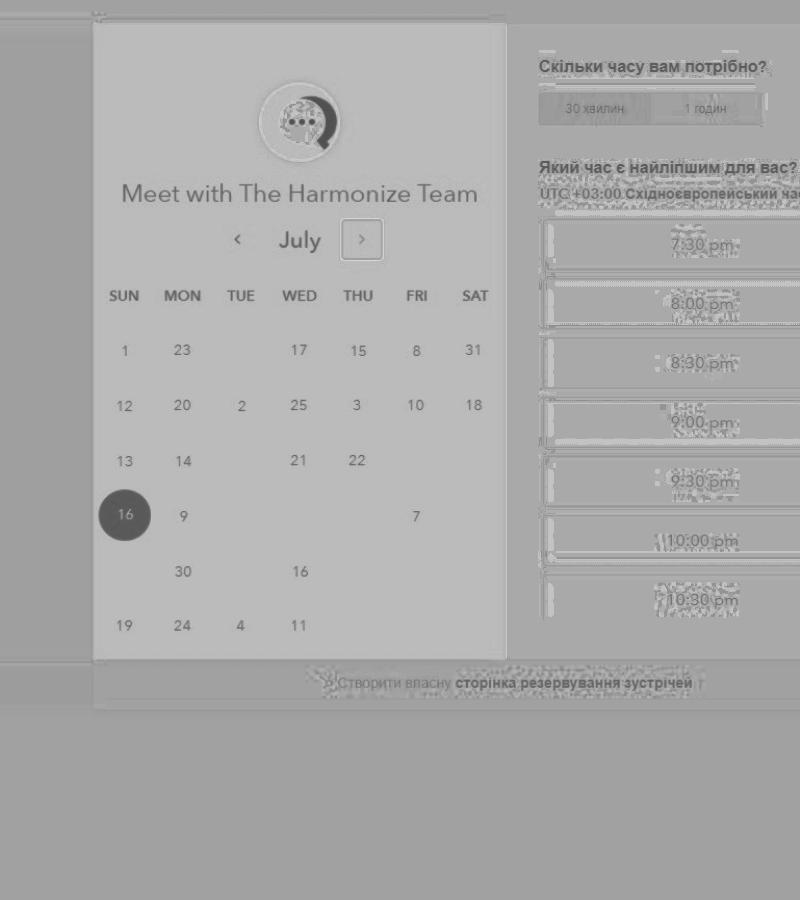 Meet with The Harmonize Team
July
SUN MON TUE WED THU FRI SAT
1 23 17 15 8 31
12 20 2 25 3 10 18
13 14 21 22
16 9 7
30 16
19 24 4 11
Скільки часу вам потрібно?
30 хвилин 1 годин
Який час є найліпшим для вас?
UTC +03:00 Східноєвропейський
7:30 pm
8:00 pm
8:30 pm
9:00 pm
9:30 pm
10:00 pm
10:30 pm
Створити власну сторінка резервування зустрічей